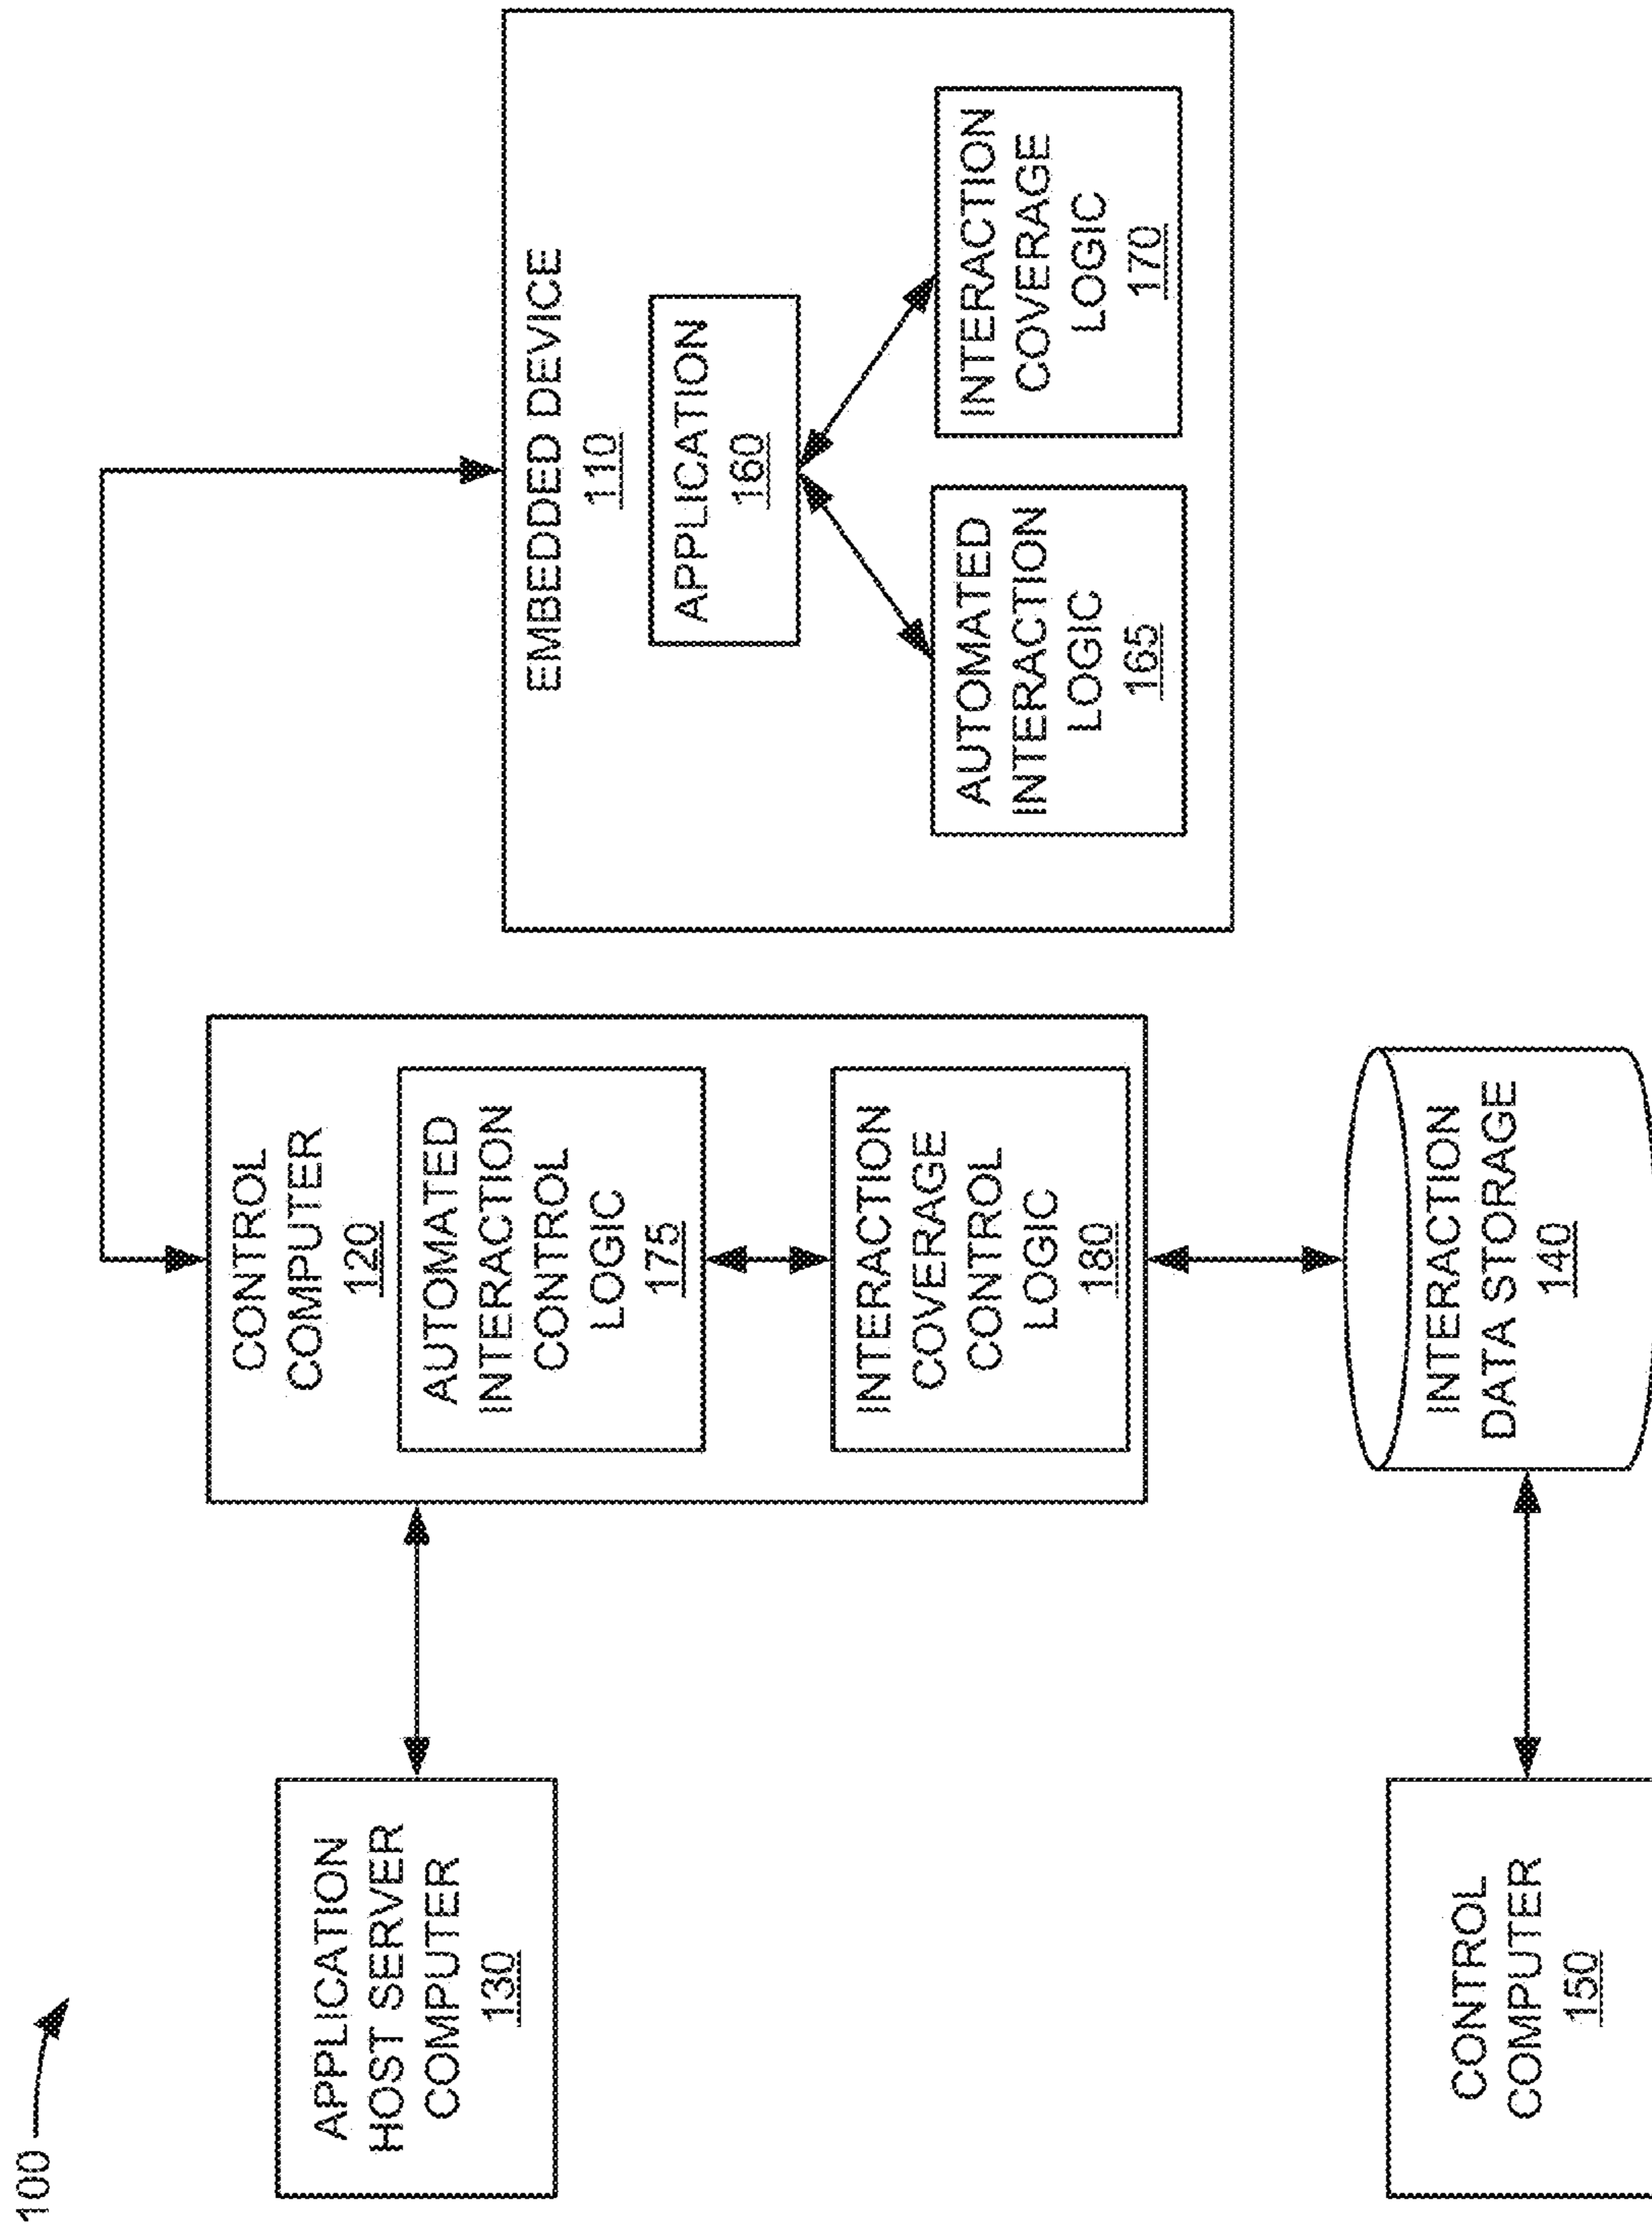 100
APPLICATION
HOST SERVER
COMPUTER
130
CONTROL
COMPUTER
120
AUTOMATED
INTERACTION
CONTROL
LOGIC
175
INTERACTION
COVERAGE
CONTROL
LOGIC
180
EMBEDDED DEVICE
110
APPLICATION
160
AUTOMATED
INTERACTION
LOGIC
165
INTERACTION
COVERAGE
LOGIC
170
CONTROL
COMPUTER
150
INTERACTION
DATA STORAGE
140